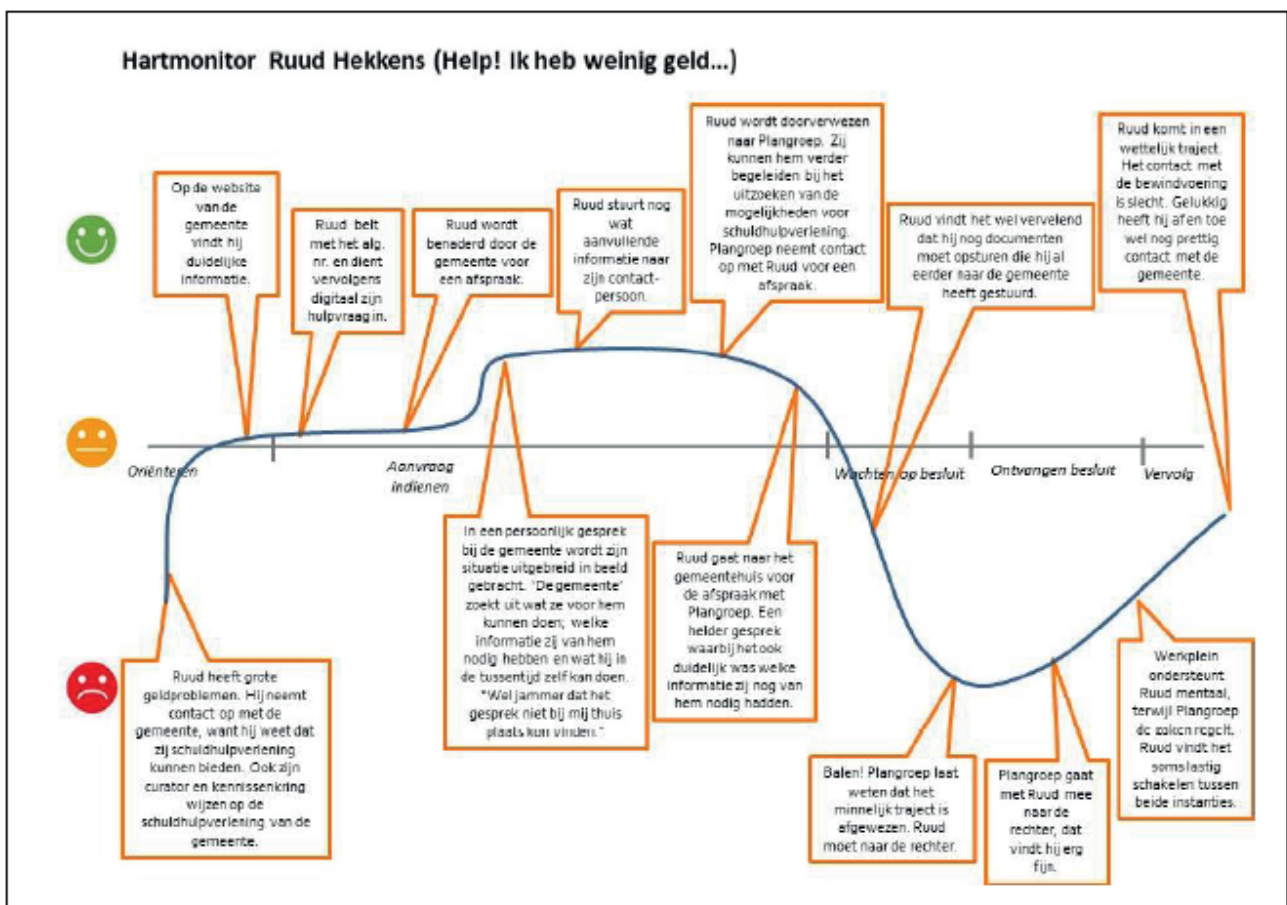 Hartmonitor Ruud Hekkens (Help! Ik heb weinig geld...)
Op de website
van de
gemeente
vindt hij
duidelijke
informatie.
Ruud belt
met het alg.
nr. en dient
vervolgens
digitaal zijn
hulpvraag in.
Ruud wordt
benaderd door de
gemeente voor
een afspraak.
Ruud stuurt nog
wat
aanvullende
informatie naar
zijn contact-
persoon.
Ruud wordt doorverwezen
naar Plangroep. Zij
kunnen hem verder
begeleiden bij het
uitzoeken van de
mogelijkheden voor
schuldhulpverlening.
Plangroep neemt contact
op met Ruud voor een
afspraak.
Ruud vindt het wel vervelend
dat hij nog documenten
moet opsturen die hij al
eerder naar de gemeente
heeft gestuurd.
Ruud komt in een
wettelijk traject.
Het contact met
de bewindvoering
is slecht. Gelukkig
heeft hij af en toe
wel nog prettig
contact met de
gemeente.
Oriënteren
Aanvraag
indienen
Wachten op besluit
Ontvangen besluit
Vervolg
Ruud heeft grote
geldproblemen. Hij neemt
contact op met de
gemeente, want hij weet dat
zij schuldhulpverlening
kunnen bieden. Ook zijn
curator en kennissenkring
wijzen op de
schuldhulpverlening van de
gemeente.
In een persoonlijk gesprek
bij de gemeente wordt zijn
situatie uitgebreid in beeld
gebracht. 'De gemeente'
zoekt uit wat ze voor hem
kunnen doen; welke
informatie zij van hem
nodig hebben en wat hij in
de tussentijd zelf kan doen.
"Wel jammer dat het
gesprek niet bij mij thuis
plaats kon vinden."
Ruud gaat naar het
gemeentehuis voor
de afspraak met
Plangroep. Een
helder gesprek
waarbij het ook
duidelijk was welke
informatie zij nog van
hem nodig hadden.
Balen! Plangroep laat
weten dat het
minnelijk traject is
afgewezen. Ruud
moet naar de rechter.
Plangroep gaat
met Ruud mee
naar de
rechter, dat
vindt hij erg
fijn.
Werkplein
ondersteunt
Ruud mentaal,
terwijl Plangroep
de zaken regelt.
Ruud vindt het
soms lastig
schakelen tussen
beide instanties.